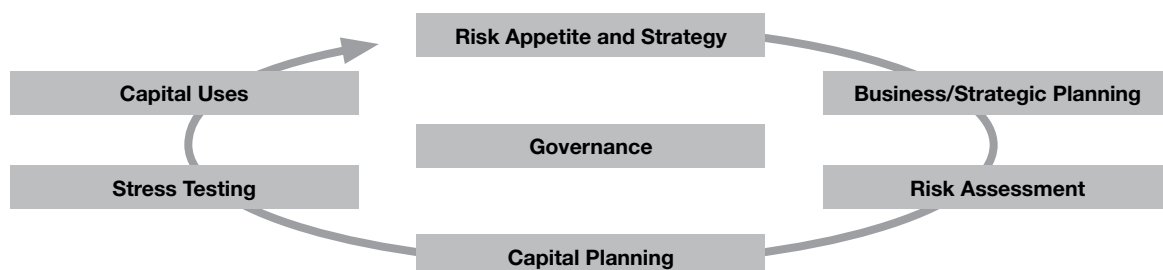 Risk Appetite and Strategy
Capital Uses
Business/Strategic Planning
Governance
Stress Testing
Risk Assessment
Capital Planning